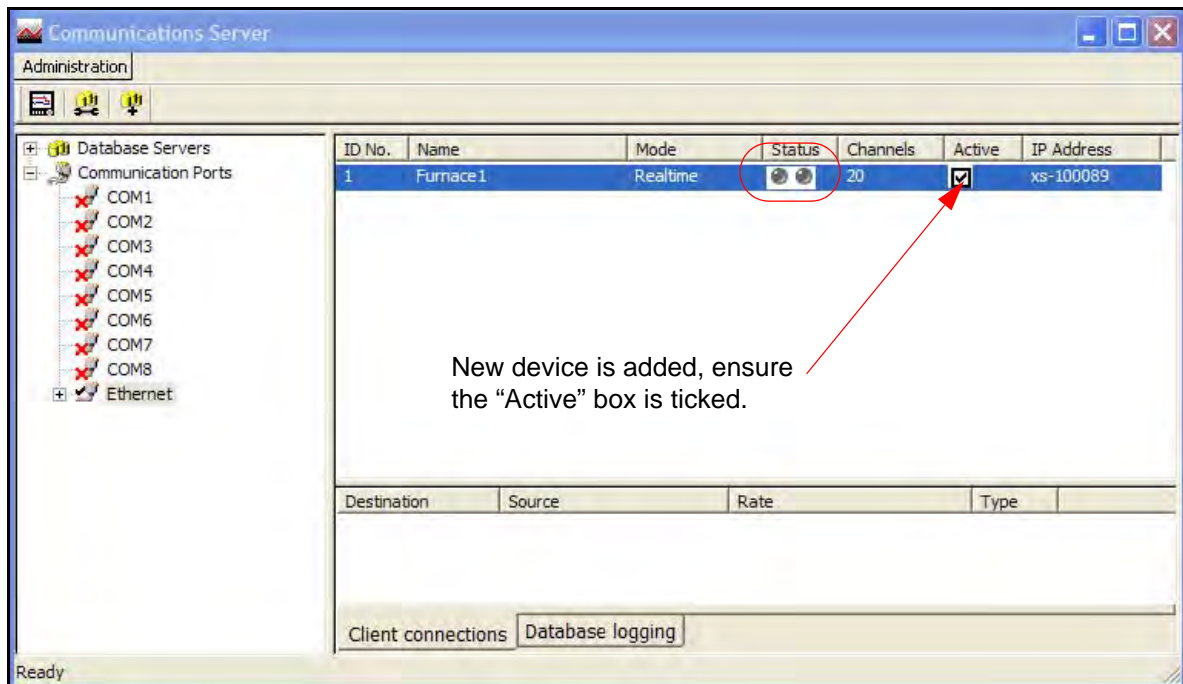 Communications Server
Administration
Database Servers
Communication Ports
COM1
COM2
COM3
COM4
COM5
COM6
COM7
COM8
Ethernet
ID No. Name Mode Status Channels Active IP Address
1 Furnace1 Realtime 20 xs-100089
New device is added, ensure
the “Active” box is ticked.
Destination Source Rate Type
Client connections Database logging
Ready